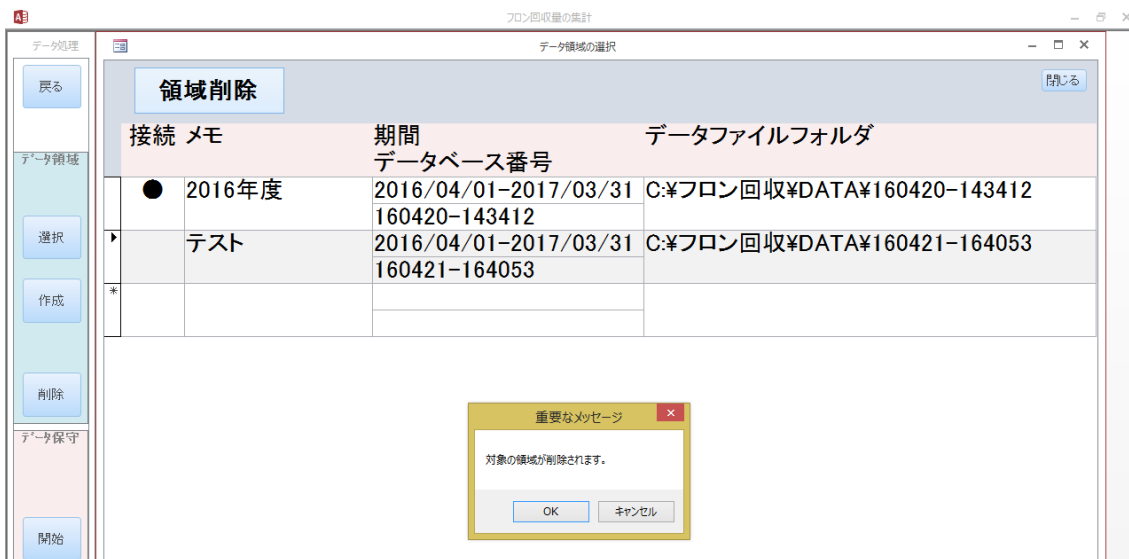 フロン回収量の集計
データ処理
データ領域の選択
戻る
領域削除
閉じる
接続 メモ 期間 データファイルフォルダ
データベース番号
データ領域
● 2016年度 2016/04/01-2017/03/31 C:¥フロン回収¥DATA¥160420-143412
160420-143412
選択
テスト 2016/04/01-2017/03/31 C:¥フロン回収¥DATA¥160421-164053
160421-164053
作成
*
削除
重要なメッセージ
データ保守
対象の領域が削除されます。
OK キャンセル
開始